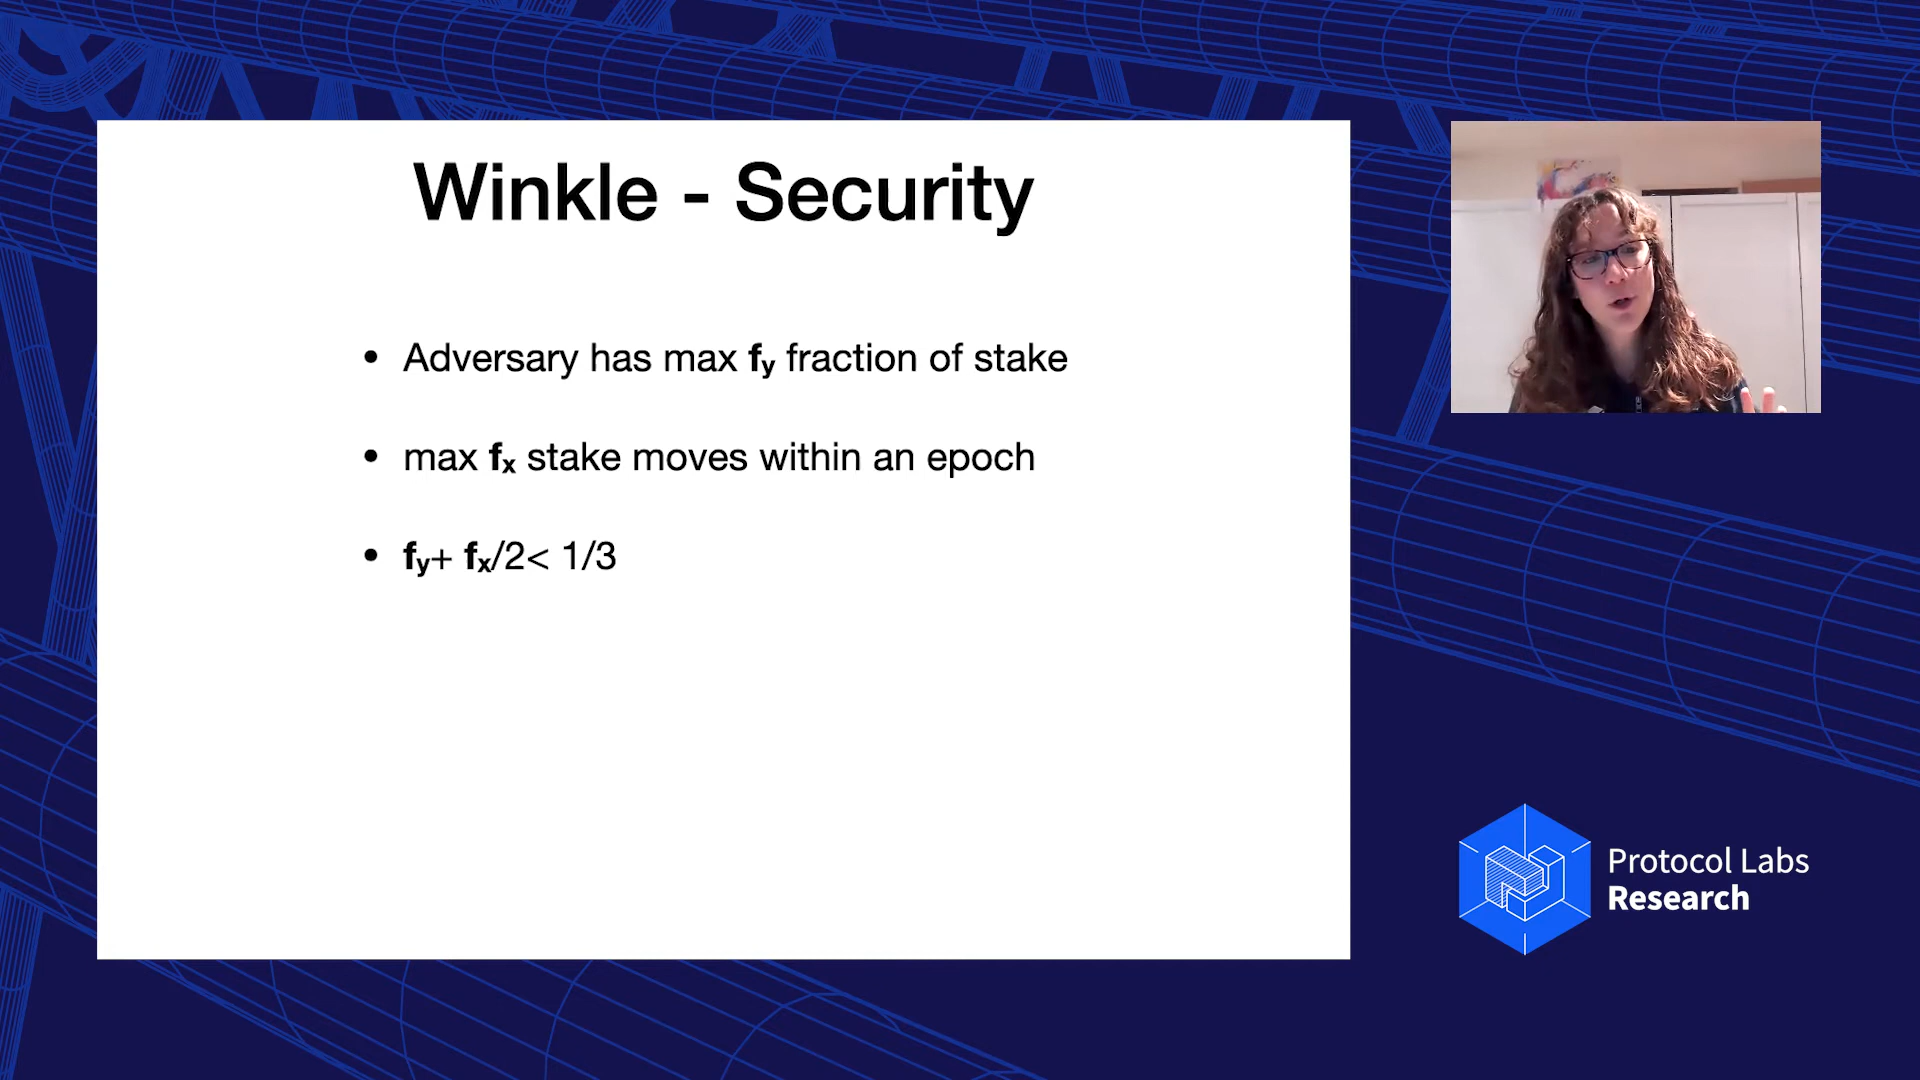 Winkle - Security
• Adversary has max fy fraction of stake
• max fx stake moves within an epoch
• fy+ fx/2< 1/3
Protocol Labs
Research